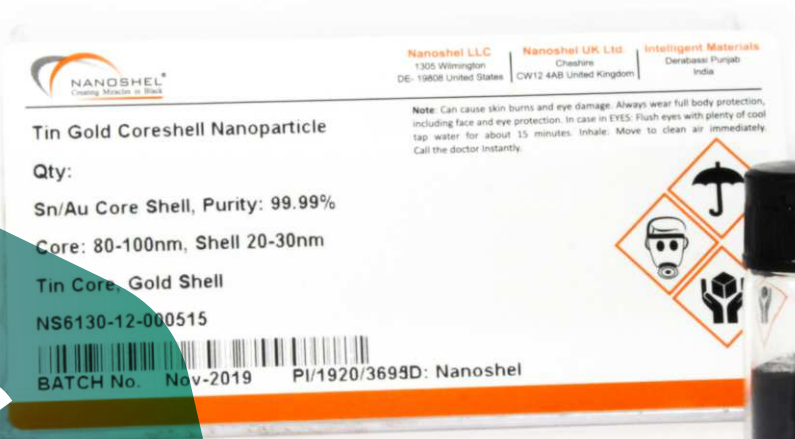 NANOSHEL®
Creating Miracles in Black
Nanoshel LLC
1305 Wilmington
DE- 19808 United States
Nanoshel UK Ltd.
Cheshire
CW12 4AB United Kingdom
Intelligent Materials
Derabassi Punjab
India
Note: Can cause skin burns and eye damage. Always wear full body protection,
including face and eye protection. In case in EYES: Flush eyes with plenty of cool
tap water for about 15 minutes. Inhale: Move to clean air immediately.
Call the doctor Instantly.
Tin Gold Coreshell Nanoparticle
Qty:
Sn/Au Core Shell, Purity: 99.99%
Core: 80-100nm, Shell 20-30nm
Tin Core, Gold Shell
NS6130-12-000515
BATCH No. Nov-2019 PI/1920/3695D: Nanoshel